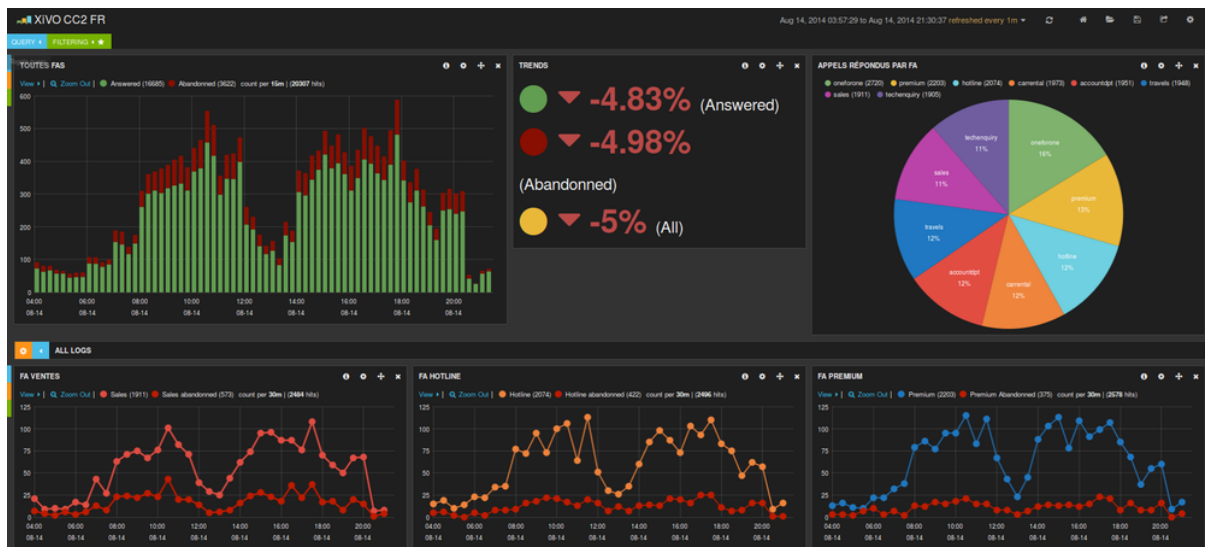 XiVO CC2 FR
Aug 14, 2014 03:57:29 to Aug 14, 2014 21:30:37 refreshed every 1m
QUERY FILTERING
TOUTES FAS
View | Zoom Out | Answered (16685) Abandonned (3622) count per 15m | (20307 hits)
600
500
400
300
200
100
0
04:00 06:00 08:00 10:00 12:00 14:00 16:00 18:00 20:00
08-14 08-14 08-14 08-14 08-14 08-14 08-14 08-14 08-14
TRENDS
-4.83% (Answered)
-4.98%
(Abandonned)
-5% (All)
APPELS RÉPONDUS PAR FA
oneforone (2720) premium (2203) hotline (2074) carrental (1973) accountdpt (1951) travels (1948)
sales (1911) techenquiry (1905)
techenquiry
11%
oneforone
16%
sales
11%
premium
13%
travels
12%
hotline
12%
accountdpt
12%
carrental
12%
ALL LOGS
FA VENTES
View | Zoom Out | Sales (1911) Sales abandonned (573) count per 30m | (2484 hits)
125
100
75
50
25
0
04:00 06:00 08:00 10:00 12:00 14:00 16:00 18:00 20:00
08-14 08-14 08-14 08-14 08-14 08-14 08-14 08-14 08-14
FA HOTLINE
View | Zoom Out | Hotline (2074) Hotline abandonned (422) count per 30m | (2496 hits)
125
100
75
50
25
0
04:00 06:00 08:00 10:00 12:00 14:00 16:00 18:00 20:00
08-14 08-14 08-14 08-14 08-14 08-14 08-14 08-14 08-14
FA PREMIUM
View | Zoom Out | Premium (2203) Premium Abandonned (375) count per 30m | (2578 hits)
125
100
75
50
25
0
04:00 06:00 08:00 10:00 12:00 14:00 16:00 18:00 20:00
08-14 08-14 08-14 08-14 08-14 08-14 08-14 08-14 08-14